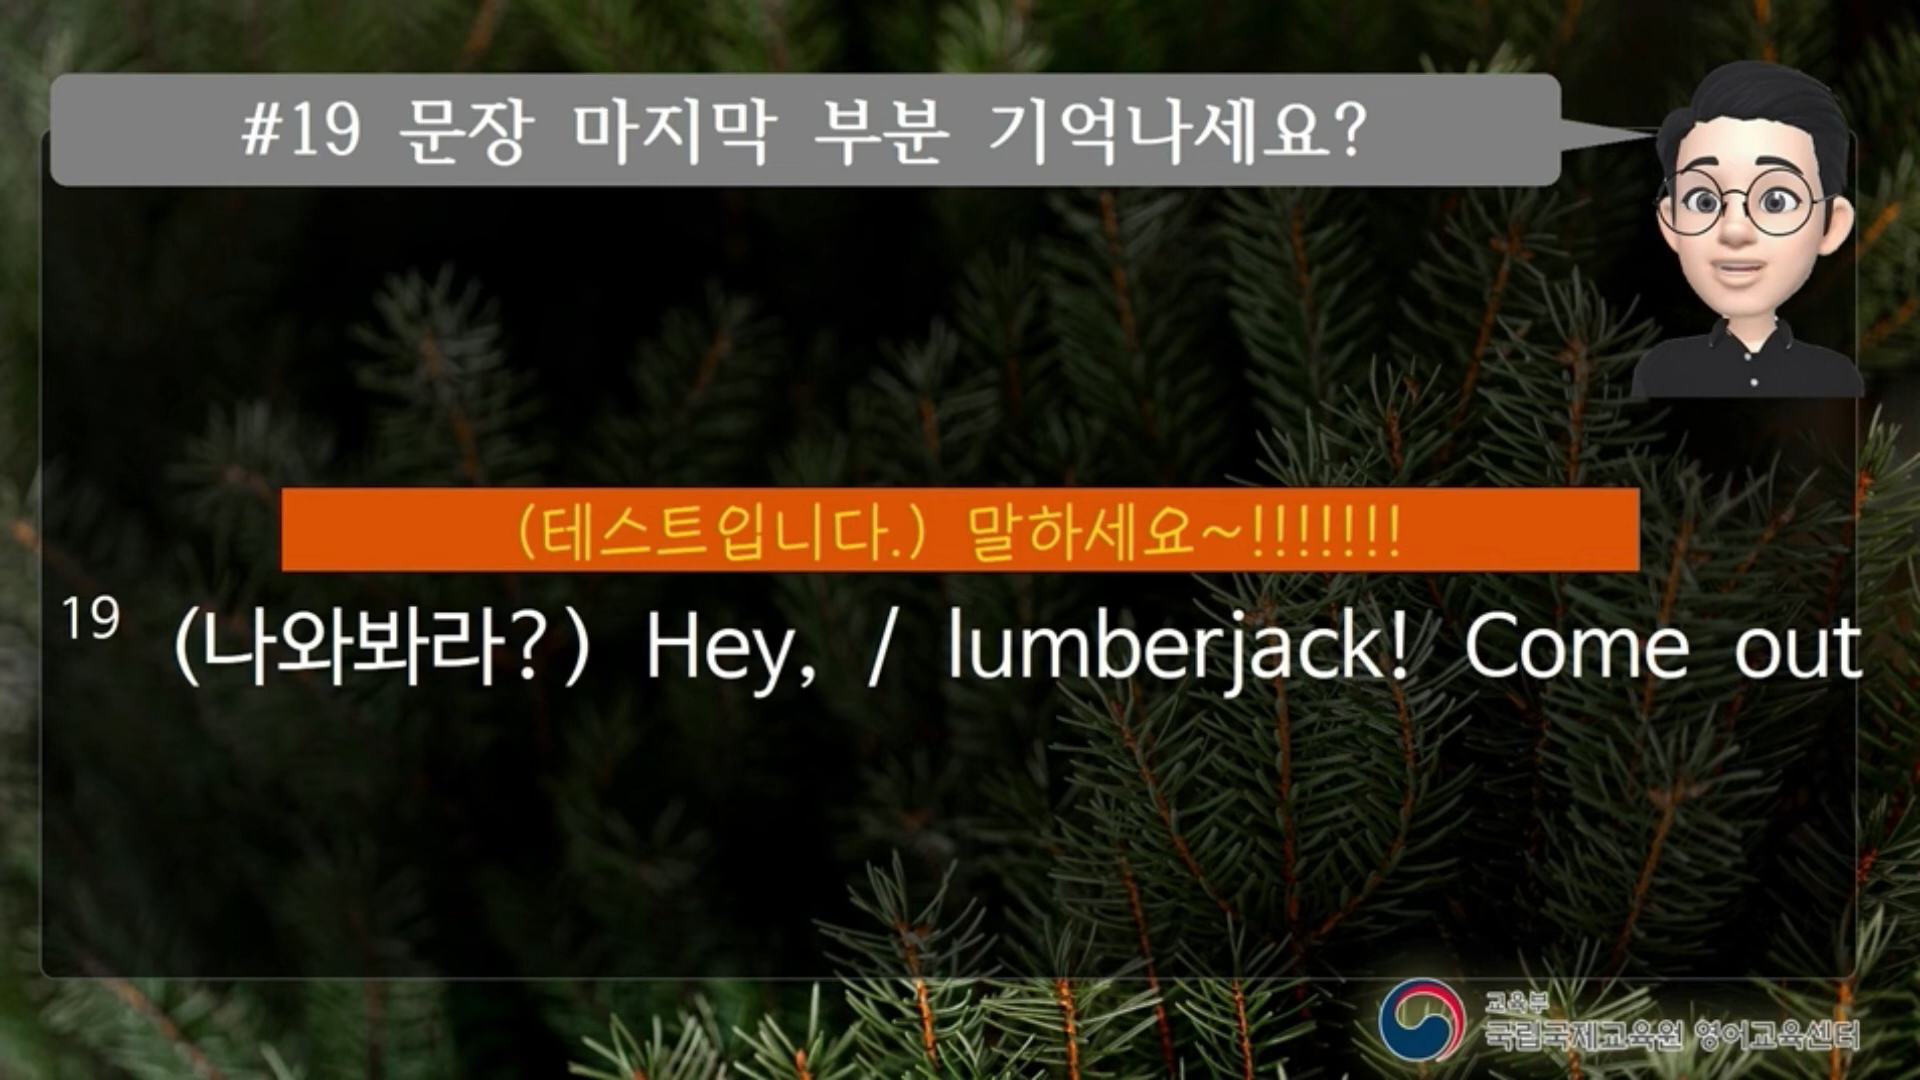 #19 문장 마지막 부분 기억나세요?
(테스트입니다.) 말하세요~!!!!!!!
19 (나와봐라?) Hey, / lumberjack! Come out
교육부
국립국제교육원 영어교육센터